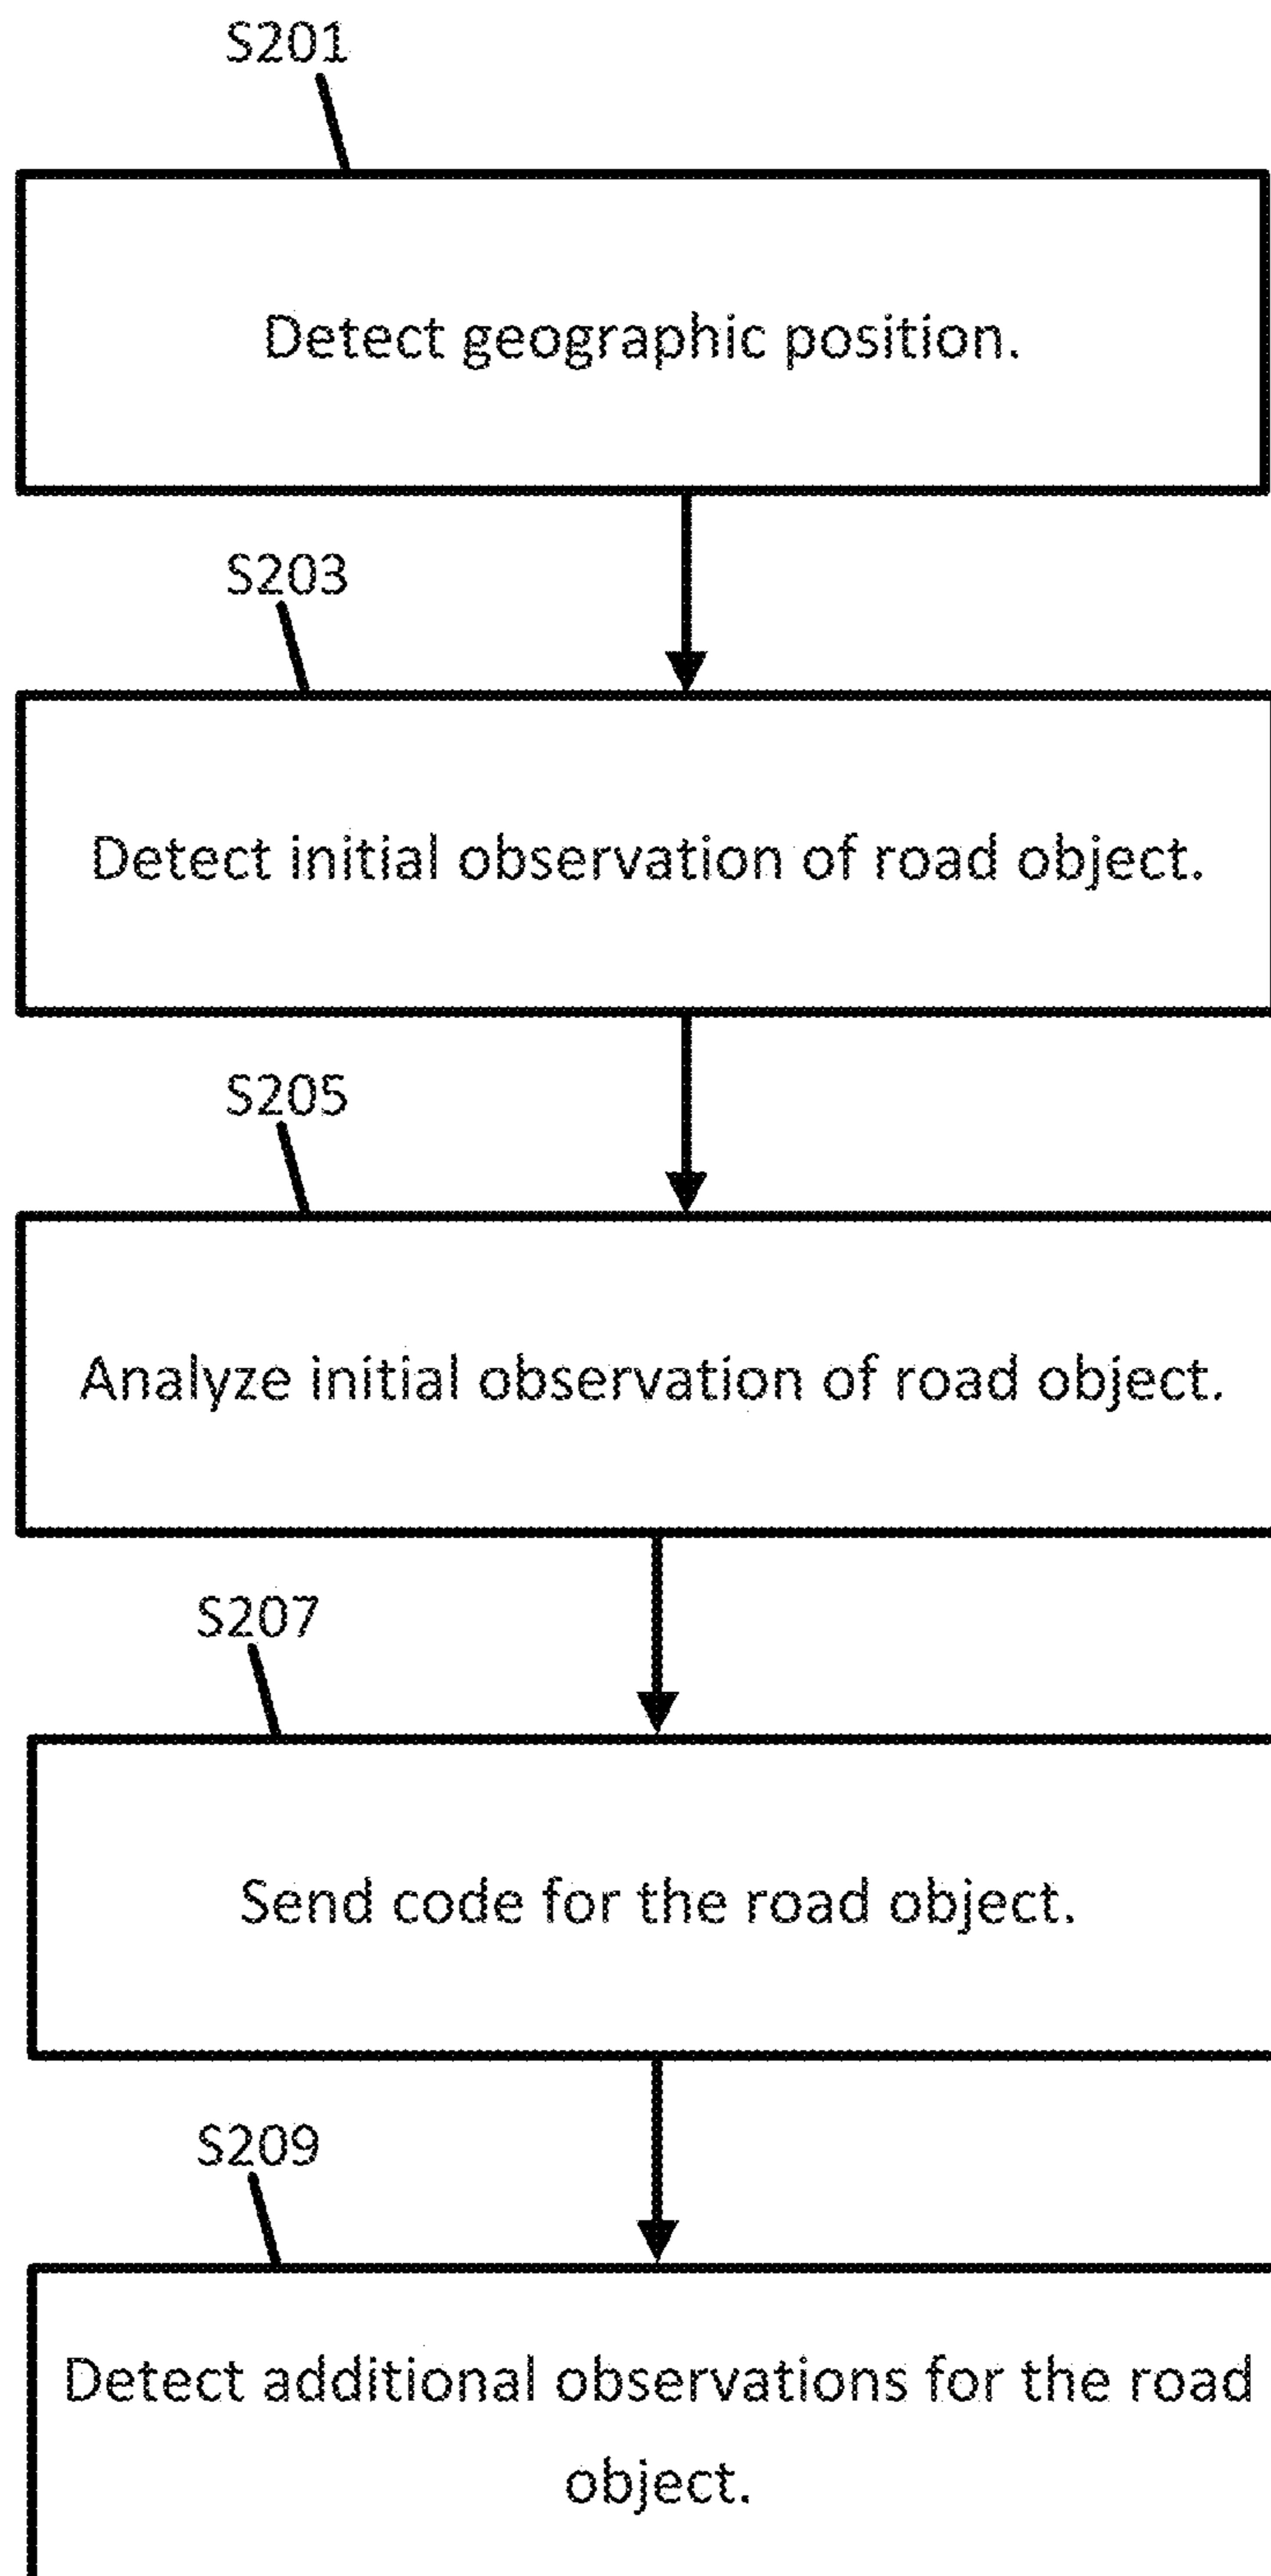 S201
Detect geographic position.
S203
Detect initial observation of road object.
S205
Analyze initial observation of road object.
S207
Send code for the road object.
S209
Detect additional observations for the road
object.